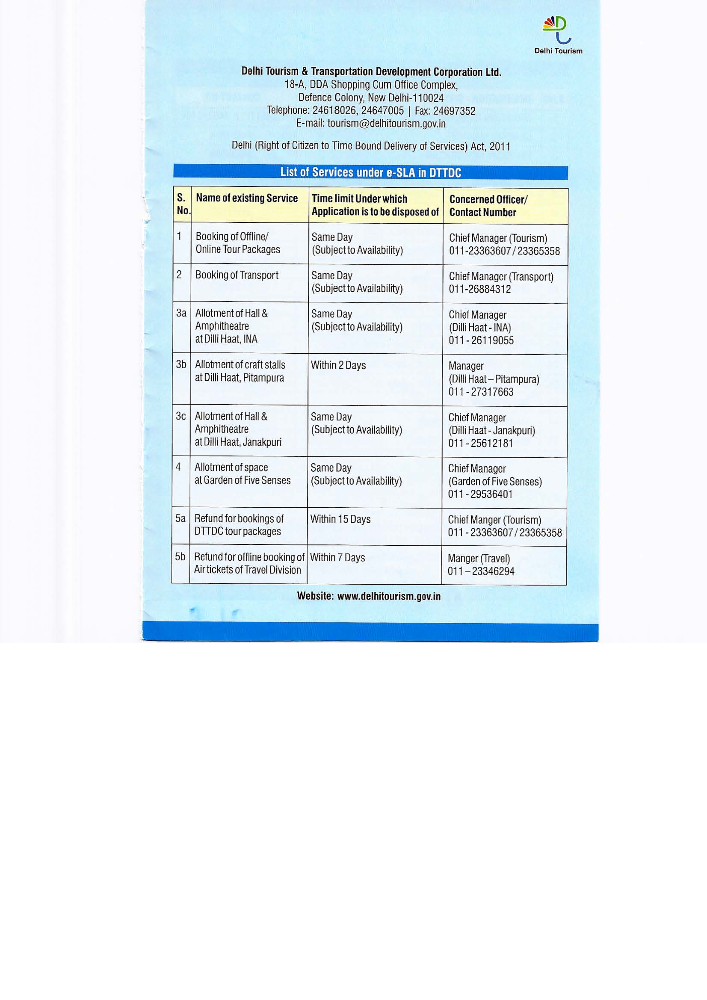 Delhi Tourism
Delhi Tourism & Transportation Development Corporation Ltd.
18-A, DDA Shopping Cum Office Complex,
Defence Colony, New Delhi-110024
Telephone: 24618026, 24647005 | Fax: 24697352
E-mail: tourism@delhitourism.gov.in
Delhi (Right of Citizen to Time Bound Delivery of Services) Act, 2011
List of Services under e-SLA in DTTDC
S. No.
Name of existing Service
Time limit Under which
Application is to be disposed of
Concerned Officer/
Contact Number
1
Booking of Offline/
Online Tour Packages
Same Day
(Subject to Availability)
Chief Manager (Tourism)
011-23363607 / 23365358
2
Booking of Transport
Same Day
(Subject to Availability)
Chief Manager (Transport)
011-26884312
3a
Allotment of Hall &
Amphitheatre
at Dilli Haat, INA
Same Day
(Subject to Availability)
Chief Manager
(Dilli Haat - INA)
011 - 26119055
3b
Allotment of craft stalls
at Dilli Haat, Pitampura
Within 2 Days
Manager
(Dilli Haat – Pitampura)
011 - 27317663
3c
Allotment of Hall &
Amphitheatre
at Dilli Haat, Janakpuri
Same Day
(Subject to Availability)
Chief Manager
(Dilli Haat - Janakpuri)
011 - 25612181
4
Allotment of space
at Garden of Five Senses
Same Day
(Subject to Availability)
Chief Manager
(Garden of Five Senses)
011 - 29536401
5a
Refund for bookings of
DTTDC tour packages
Within 15 Days
Chief Manger (Tourism)
011 - 23363607 / 23365358
5b
Refund for offline booking of
Air tickets of Travel Division
Within 7 Days
Manger (Travel)
011 – 23346294
Website: www.delhitourism.gov.in